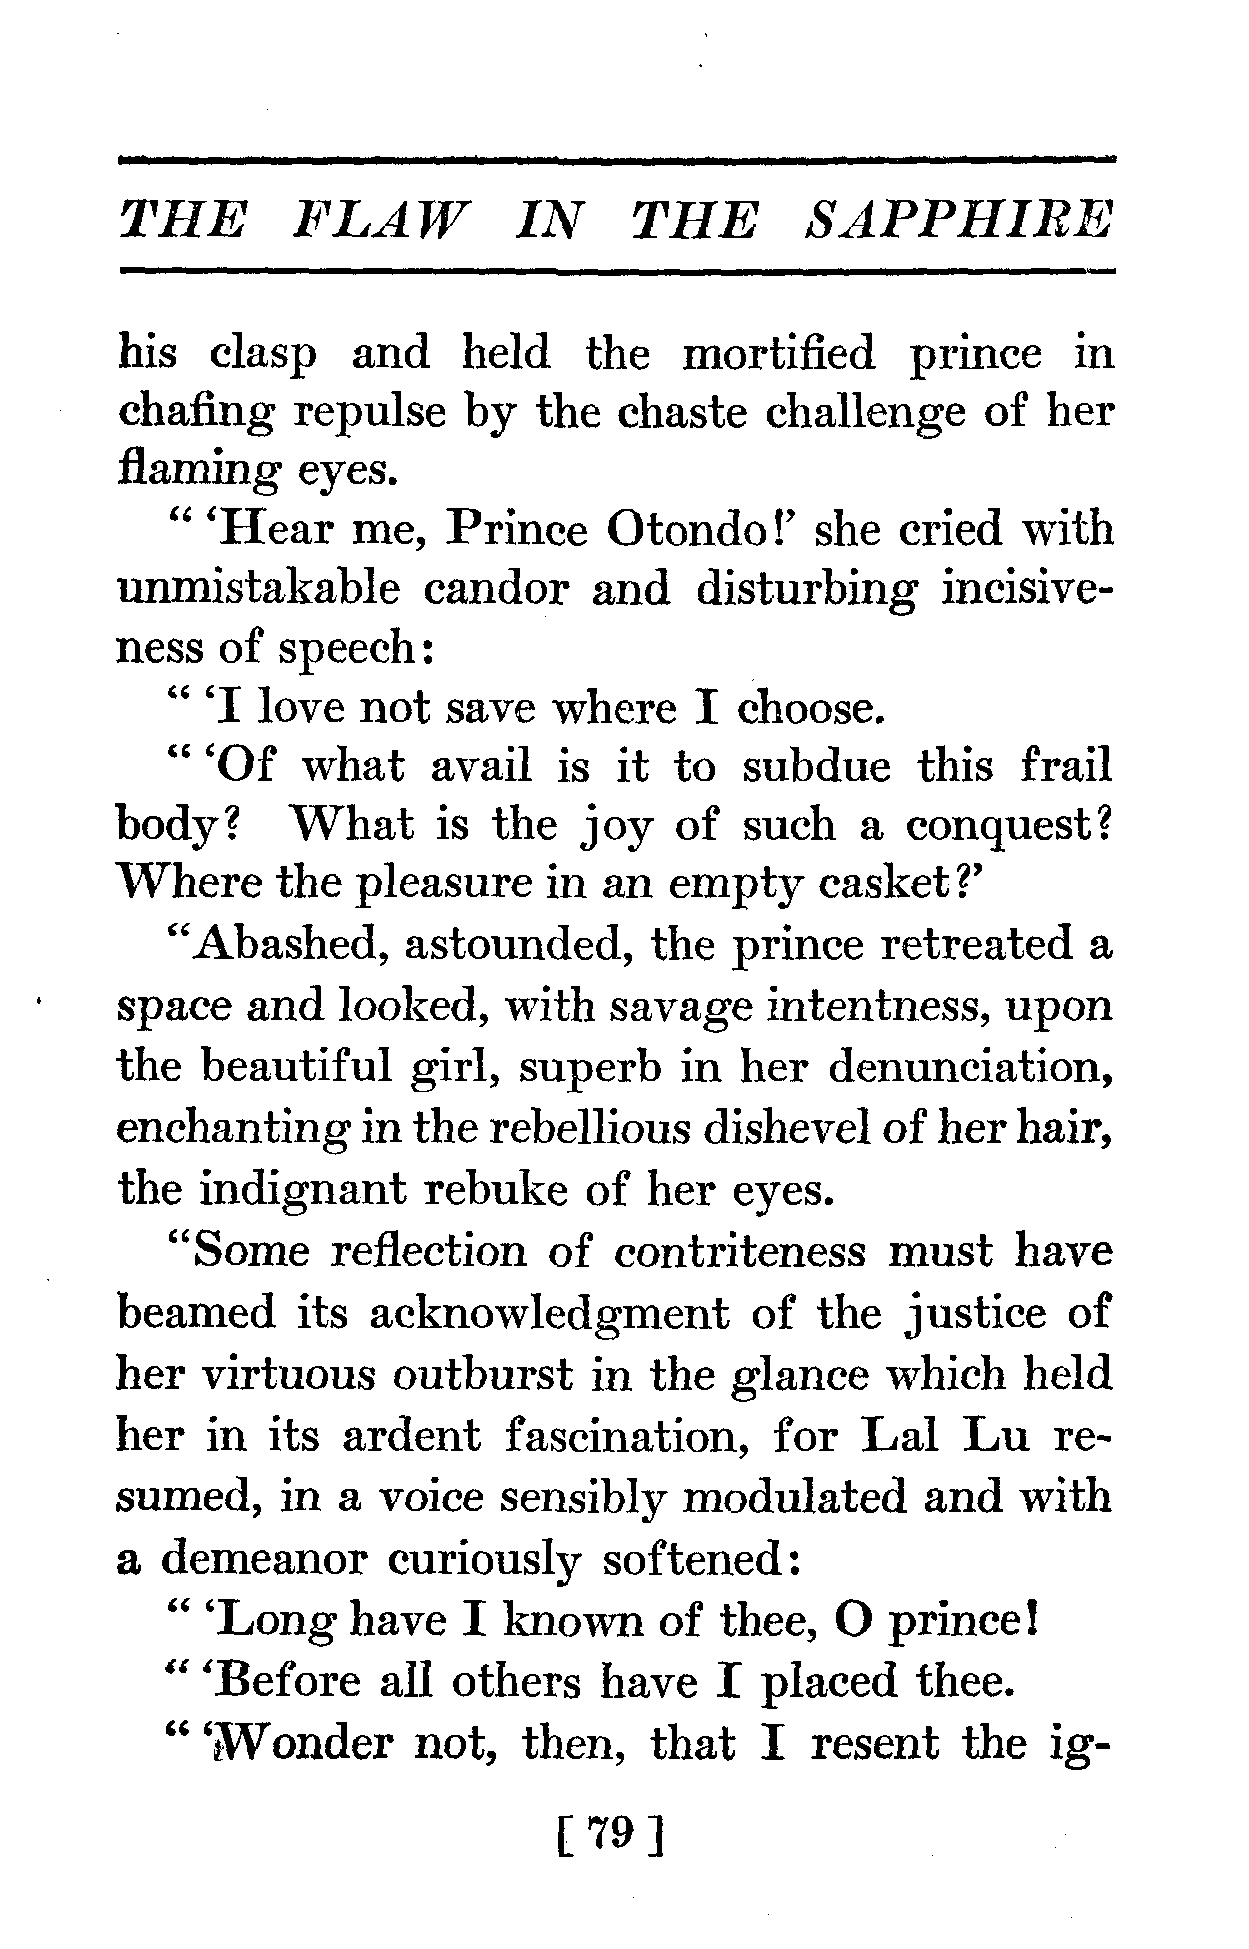 THE FLAW IN THE SAPPHIRE
his clasp and held the mortified prince in
chafing repulse by the chaste challenge of her
flaming eyes.
“ ‘Hear me, Prince Otondo!’ she cried with
unmistakable candor and disturbing incisive-
ness of speech:
“ ‘I love not save where I choose.
“ ‘Of what avail is it to subdue this frail
body? What is the joy of such a conquest?
Where the pleasure in an empty casket?’
“Abashed, astounded, the prince retreated a
space and looked, with savage intentness, upon
the beautiful girl, superb in her denunciation,
enchanting in the rebellious dishevel of her hair,
the indignant rebuke of her eyes.
“Some reflection of contriteness must have
beamed its acknowledgment of the justice of
her virtuous outburst in the glance which held
her in its ardent fascination, for Lal Lu re-
sumed, in a voice sensibly modulated and with
a demeanor curiously softened:
“ ‘Long have I known of thee, O prince!
“ ‘Before all others have I placed thee.
“ ‘Wonder not, then, that I resent the ig-
[ 79 ]